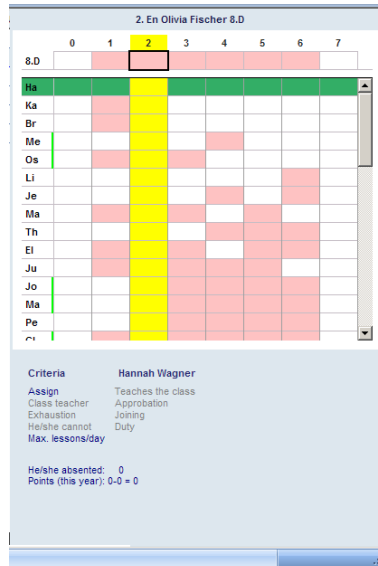 2. En Olivia Fischer 8.D
0 1 2 3 4 5 6 7
8.D
Ha
Ka
Br
Me
Os
Li
Je
Ma
Th
El
Ju
Jo
Ma
Pe
Criteria Hannah Wagner
Assign Teaches the class
Class teacher Approbation
Exhaustion Joining
He/she cannot Duty
Max. lessons/day
He/she absented: 0
Points (this year): 0-0 = 0